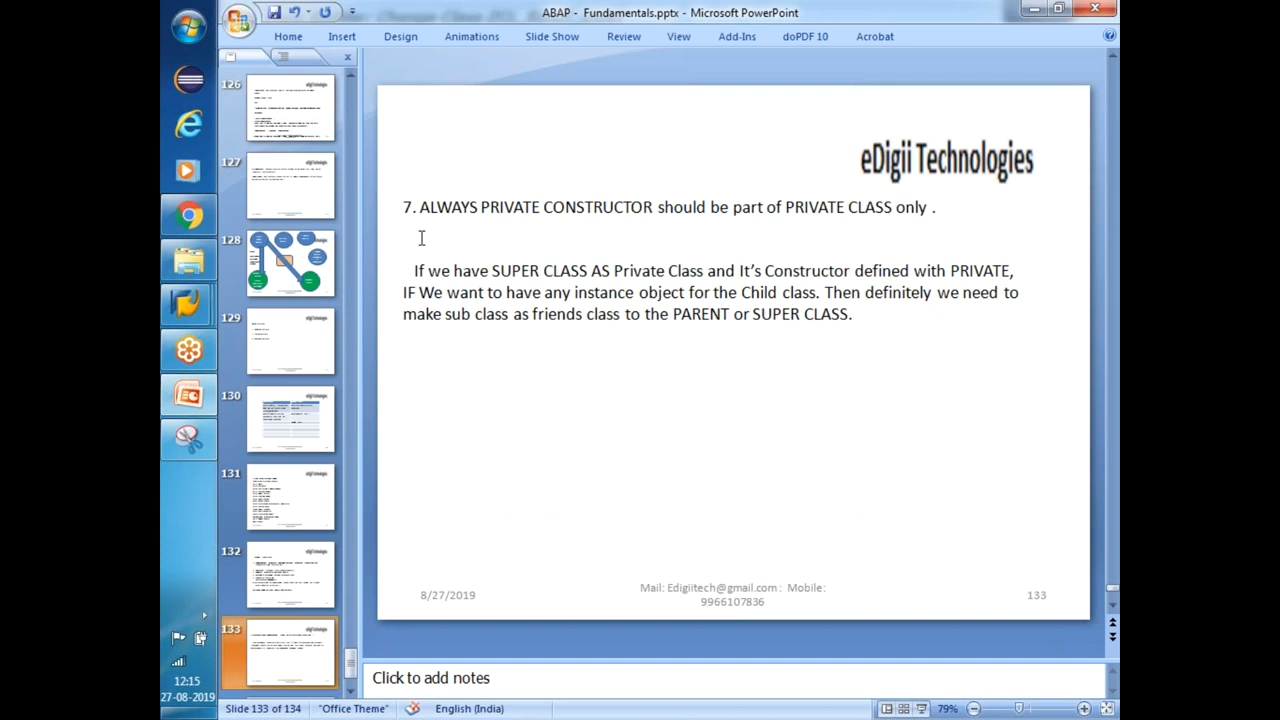 ABAP - Fundamentals.pptx - Microsoft PowerPoint
Home Insert Design Animations Slide Show Review View Add-Ins doPDF 10 Acrobat
126
127
128
129
130
131
132
133
eDigii Technologies
7. ALWAYS PRIVATE CONSTRUCTOR should be part of PRIVATE CLASS only .
If we have SUPER CLASS AS Private Class and It's Constructor defined with PRIVATE,
IF We want to have any instance object for the Child class. Then definitely we need to
make sub class as friends class to the PARENT or SUPER CLASS.
8/27/2019
Mail: Edigiitech@gmail.com : Mobile:
9966107836
133
Click to add notes
12:15
27-08-2019
Slide 133 of 134 "Office Theme" English (India) 79%